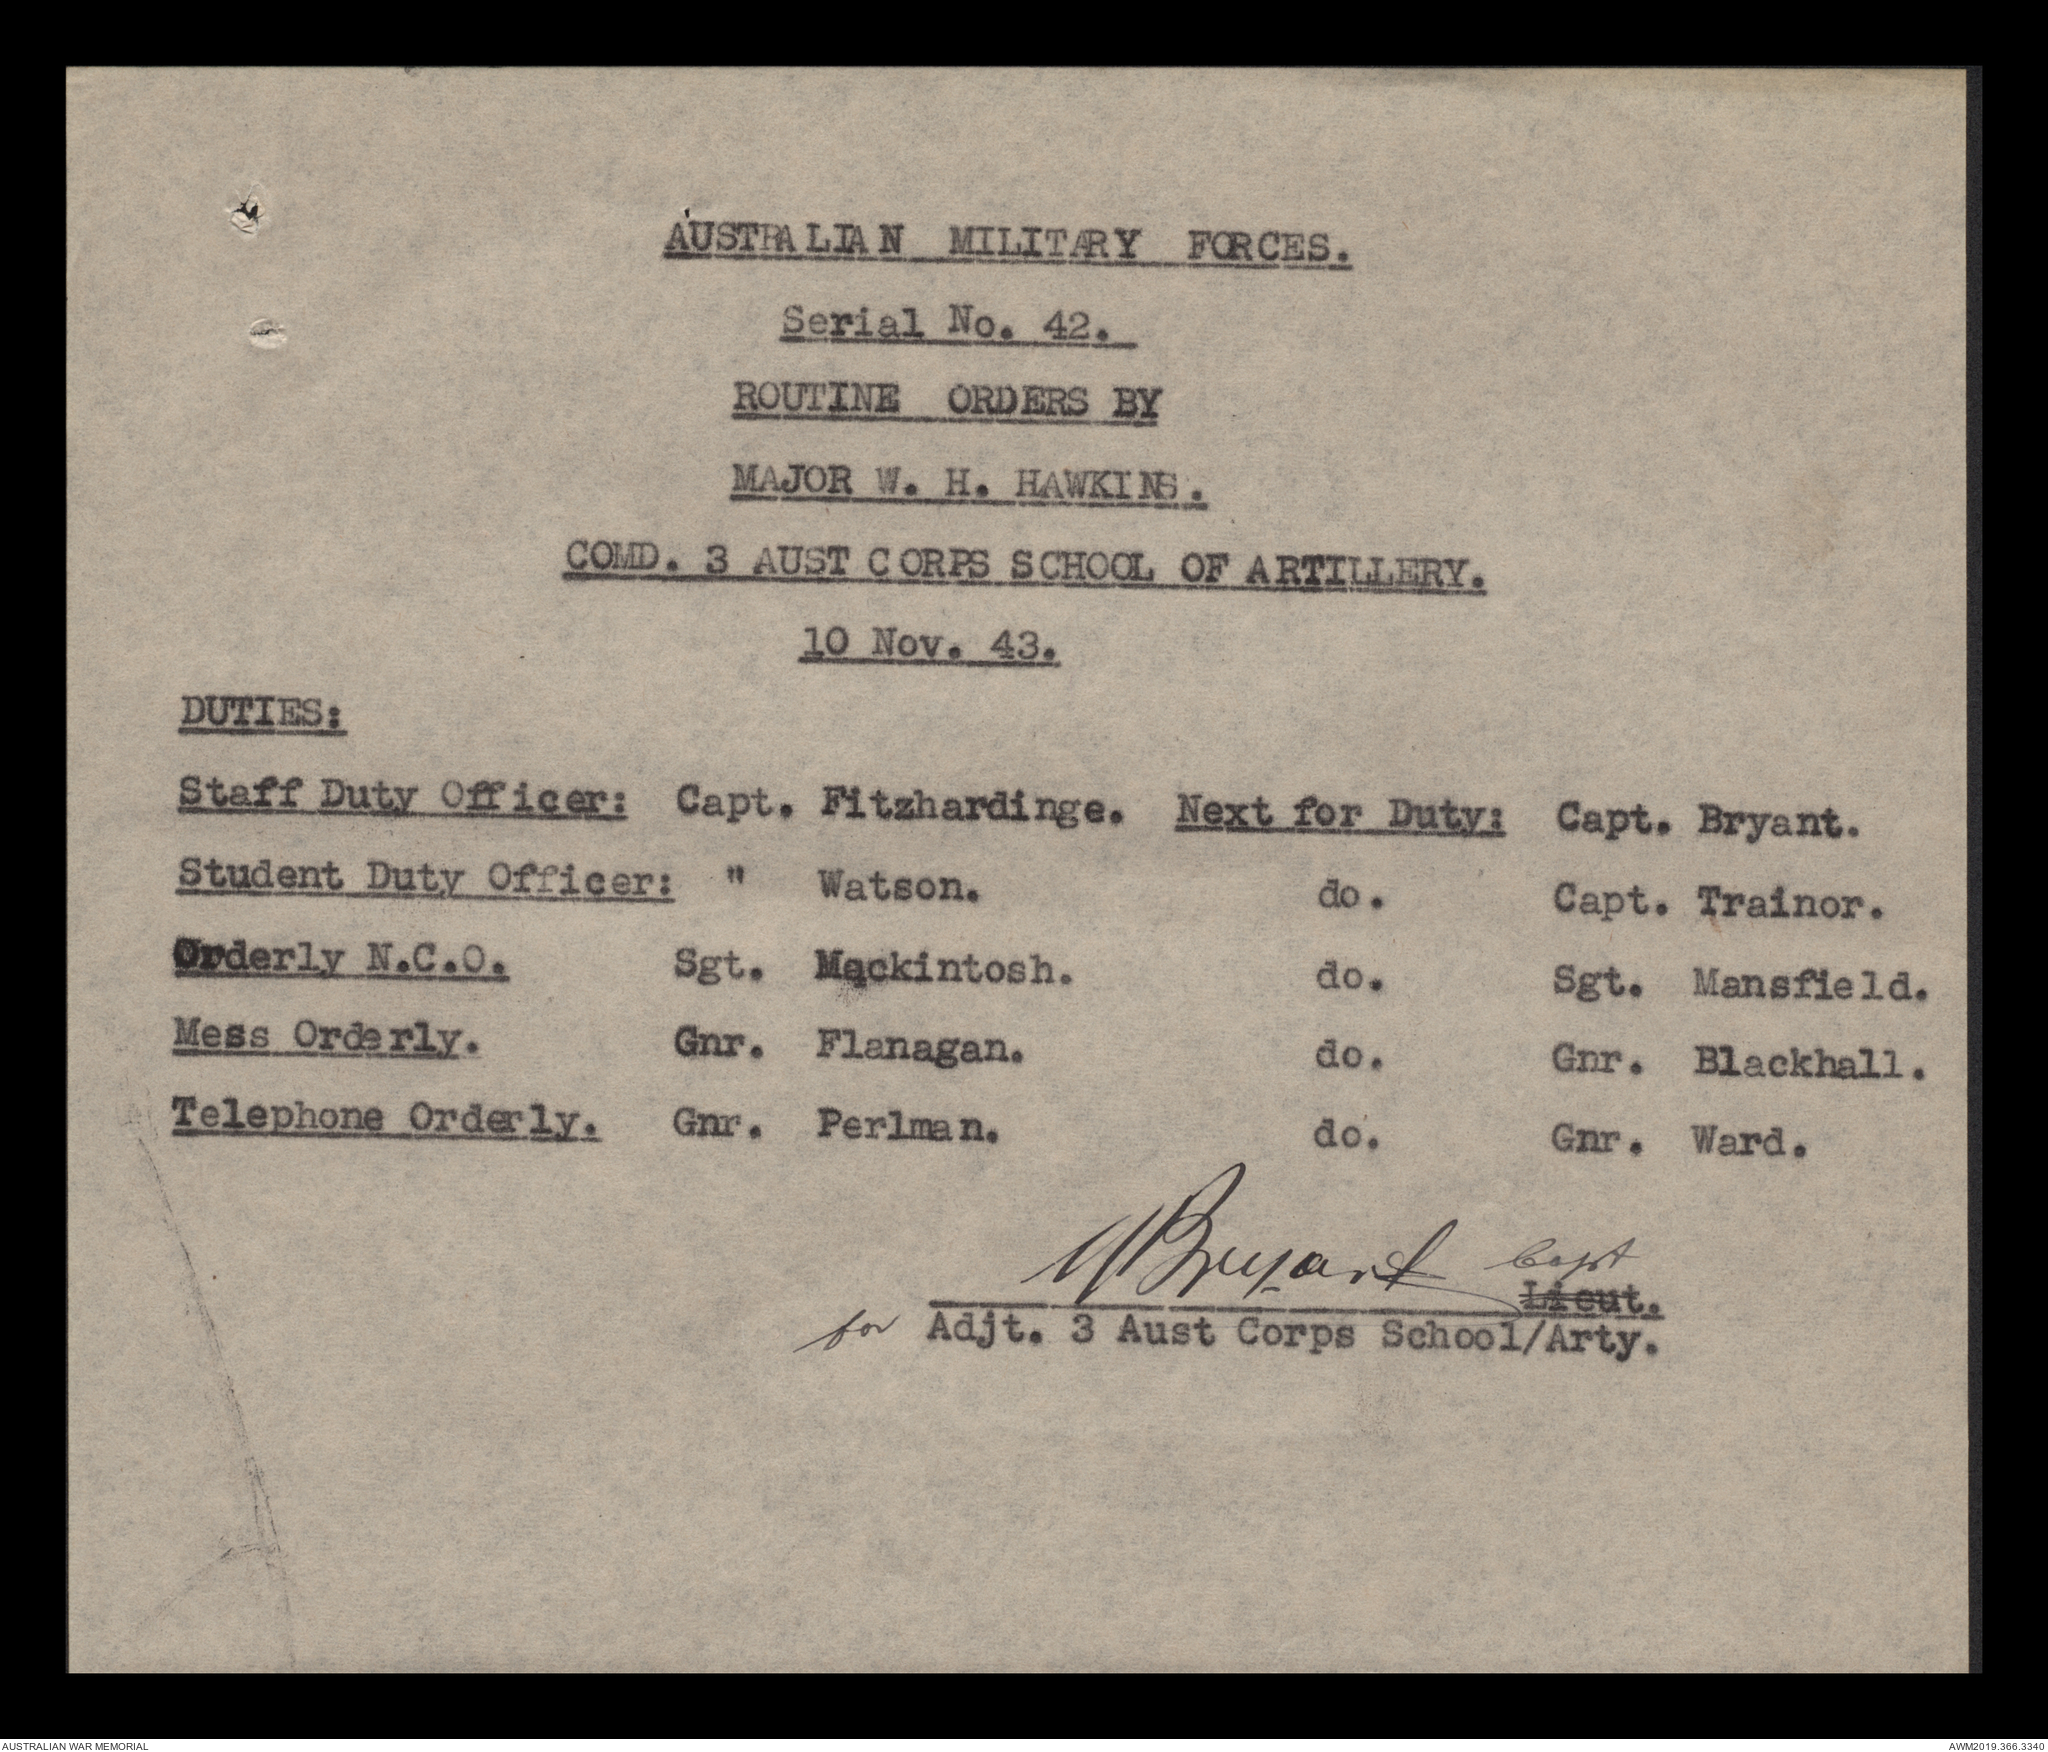 AUSTRALIAN MILITARY FORCES.
Serial No. 42.
ROUTINE ORDERS BY
MAJOR W. H. HAWKINS.
COMD. 3 AUST CORPS SCHOOL OF ARTILLERY.
10 Nov. 43.
DUTIES:
Staff Duty Officer: Capt. Fitzhardinge. Next for Duty: Capt. Bryant.
Student Duty Officer: " Watson. do. Capt. Trainor.
Orderly N.C.O. Sgt. Mackintosh. do. Sgt. Mansfield.
Mess Orderly. Gnr. Flanagan. do. Gnr. Blackhall.
Telephone Orderly. Gnr. Perlman. do. Gnr. Ward.
Bryant Capt
Lieut.
for Adjt. 3 Aust Corps School/Arty.
AUSTRALIAN WAR MEMORIAL AWM2019.366.3340